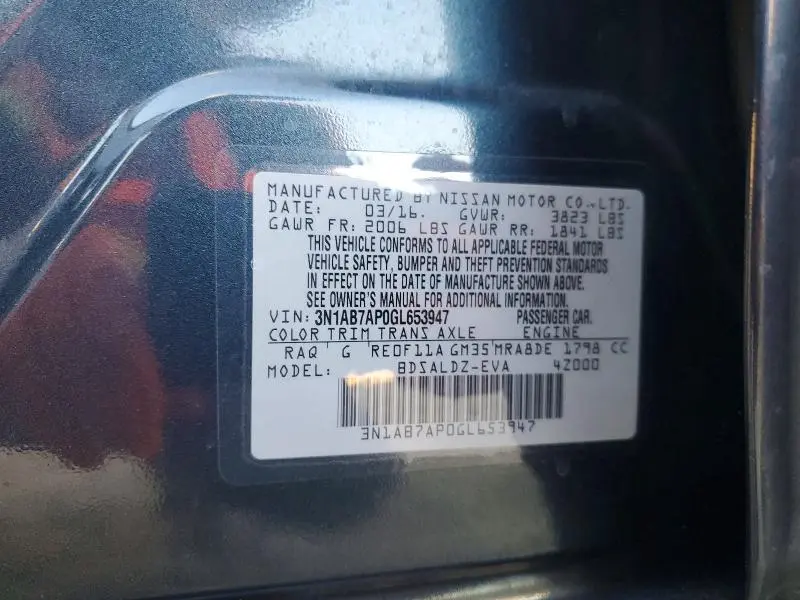 MANUFACTURED BY NISSAN MOTOR CO.,LTD.
DATE: 03/16. GVWR: 3823 LBS
GAWR FR: 2006 LBS GAWR RR: 1841 LBS
THIS VEHICLE CONFORMS TO ALL APPLICABLE FEDERAL MOTOR
VEHICLE SAFETY, BUMPER AND THEFT PREVENTION STANDARDS
IN EFFECT ON THE DATE OF MANUFACTURE SHOWN ABOVE.
SEE OWNER'S MANUAL FOR ADDITIONAL INFORMATION.
VIN: 3N1AB7AP0GL653947 PASSENGER CAR.
COLOR TRIM TRANS AXLE ENGINE
RAQ G RE0F11A GM35 MRA8DE 1798 CC
MODEL: BDSALDZ-EVA 42000
3N1AB7AP0GL653947